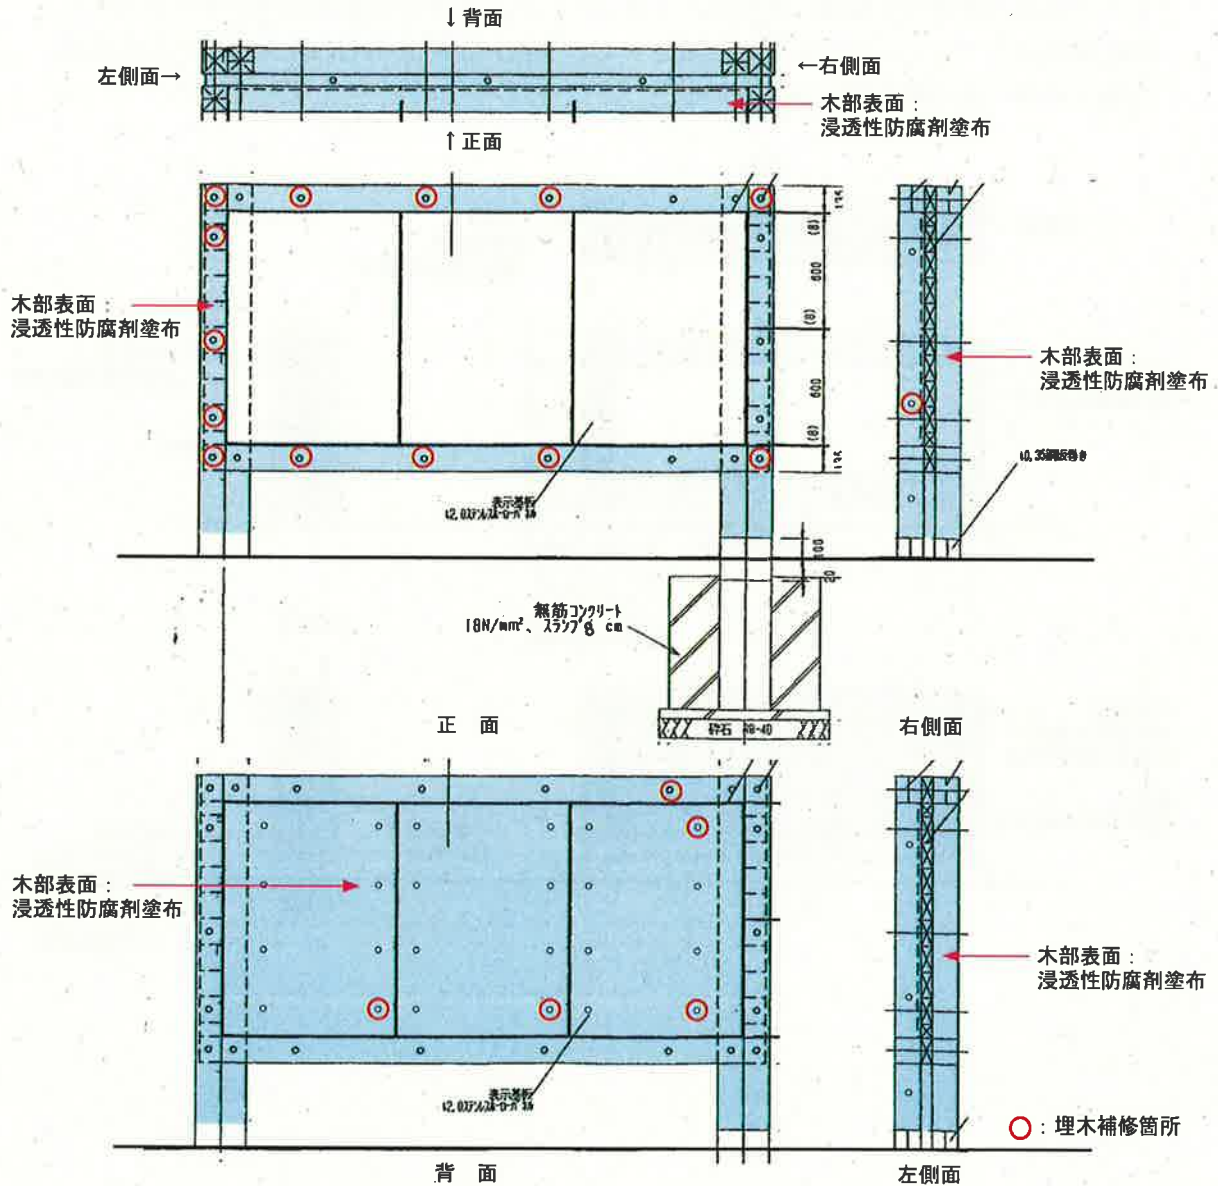 ↓背面
左側面→
←右側面
木部表面：
浸透性防腐剤塗布
↑正面
木部表面：
浸透性防腐剤塗布
(8)
600
(8)
600
(8)
木部表面：
浸透性防腐剤塗布
表示基板
100
20
無筋コンクリート
18N/mm²、スランプ8 cm
砕石
正 面
右側面
木部表面：
浸透性防腐剤塗布
木部表面：
浸透性防腐剤塗布
表示基板
○：埋木補修箇所
背 面
左側面